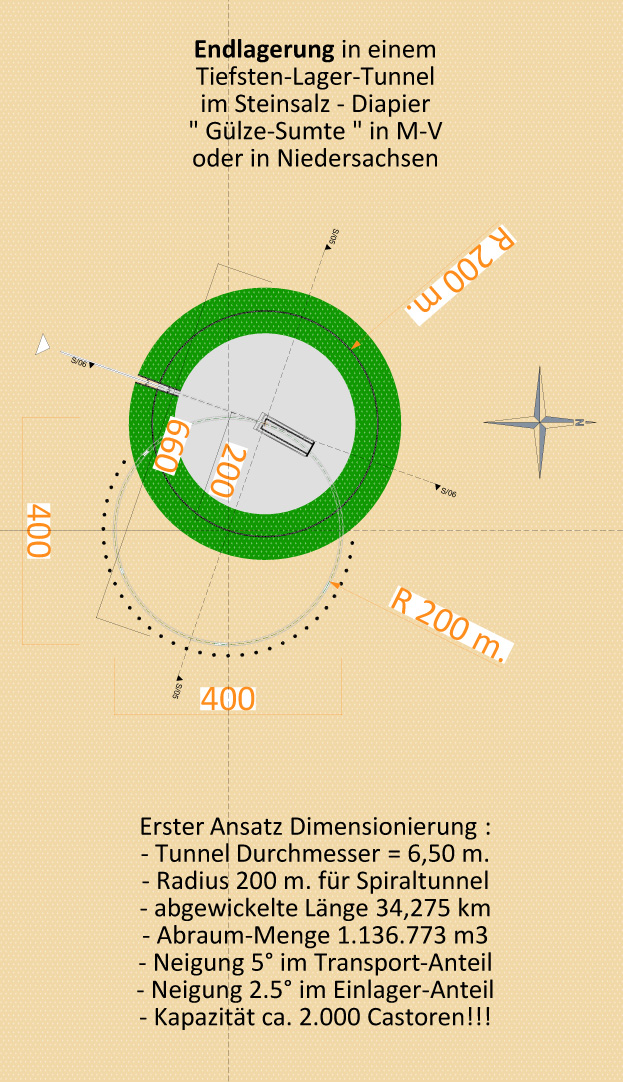 Endlagerung in einem
Tiefsten-Lager-Tunnel
im Steinsalz - Diapier
" Gülze-Sumte " in M-V
oder in Niedersachsen
S/05
R 200 m.
S/06
N
660
200
S/06
400
R 200 m.
S/05
400
Erster Ansatz Dimensionierung :
- Tunnel Durchmesser = 6,50 m.
- Radius 200 m. für Spiraltunnel
- abgewickelte Länge 34,275 km
- Abraum-Menge 1.136.773 m3
- Neigung 5° im Transport-Anteil
- Neigung 2.5° im Einlager-Anteil
- Kapazität ca. 2.000 Castoren!!!